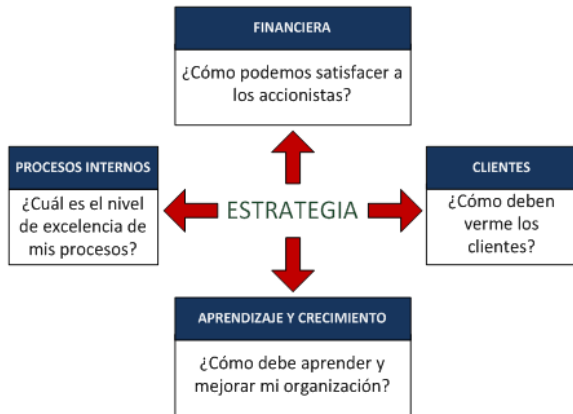 FINANCIERA
¿Cómo podemos satisfacer a
los accionistas?
PROCESOS INTERNOS
¿Cuál es el nivel
de excelencia de
mis procesos?
ESTRATEGIA
CLIENTES
¿Cómo deben
verme los
clientes?
APRENDIZAJE Y CRECIMIENTO
¿Cómo debe aprender y
mejorar mi organización?